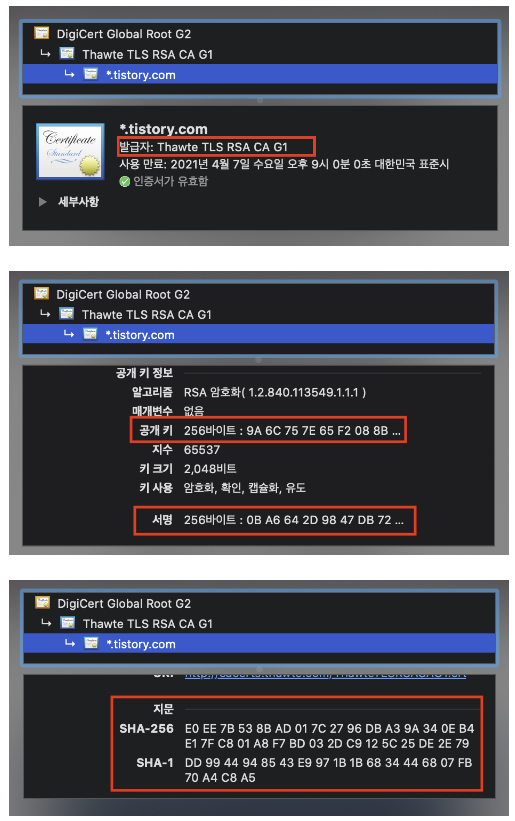 DigiCert Global Root G2
↳ Thawte TLS RSA CA G1
↳ *.tistory.com
Certificate
Standard
*.tistory.com
발급자: Thawte TLS RSA CA G1
사용 만료: 2021년 4월 7일 수요일 오후 9시 0분 0초 대한민국 표준시
인증서가 유효함
▶ 세부사항
DigiCert Global Root G2
↳ Thawte TLS RSA CA G1
↳ *.tistory.com
공개 키 정보
알고리즘 RSA 암호화( 1.2.840.113549.1.1.1 )
매개변수 없음
공개 키 256바이트 : 9A 6C 75 7E 65 F2 08 8B ...
지수 65537
키 크기 2,048비트
키 사용 암호화, 확인, 캡슐화, 유도
서명 256바이트 : 0B A6 64 2D 98 47 DB 72 ...
DigiCert Global Root G2
↳ Thawte TLS RSA CA G1
↳ *.tistory.com
지문
SHA-256 E0 EE 7B 53 8B AD 01 7C 27 96 DB A3 9A 34 0E B4
E1 7F C8 01 A8 F7 BD 03 2D C9 12 5C 25 DE 2E 79
SHA-1 DD 99 44 94 85 43 E9 97 1B 1B 68 34 44 68 07 FB
70 A4 C8 A5